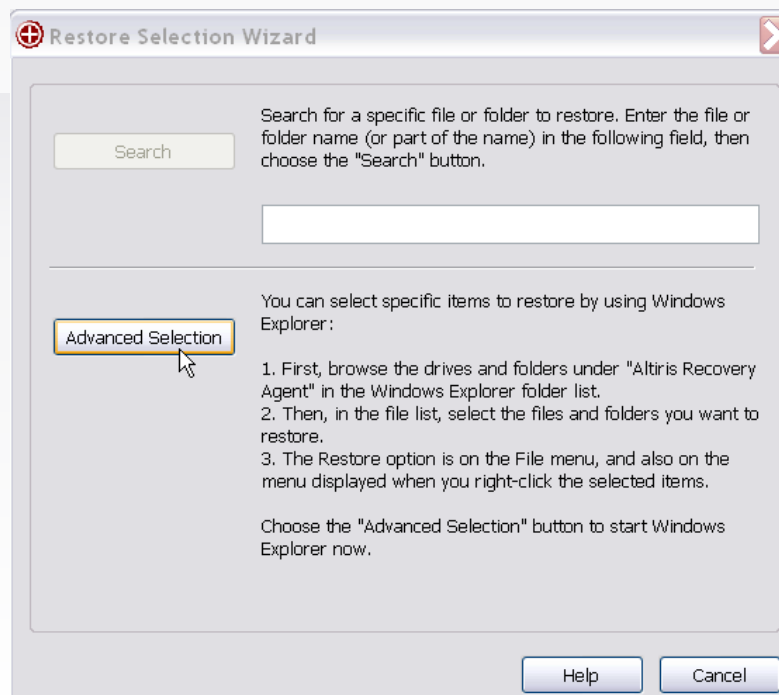 Restore Selection Wizard
Search
Search for a specific file or folder to restore. Enter the file or
folder name (or part of the name) in the following field, then
choose the "Search" button.
Advanced Selection
You can select specific items to restore by using Windows
Explorer:
1. First, browse the drives and folders under "Altiris Recovery
Agent" in the Windows Explorer folder list.
2. Then, in the file list, select the files and folders you want to
restore.
3. The Restore option is on the File menu, and also on the
menu displayed when you right-click the selected items.
Choose the "Advanced Selection" button to start Windows
Explorer now.
Help
Cancel